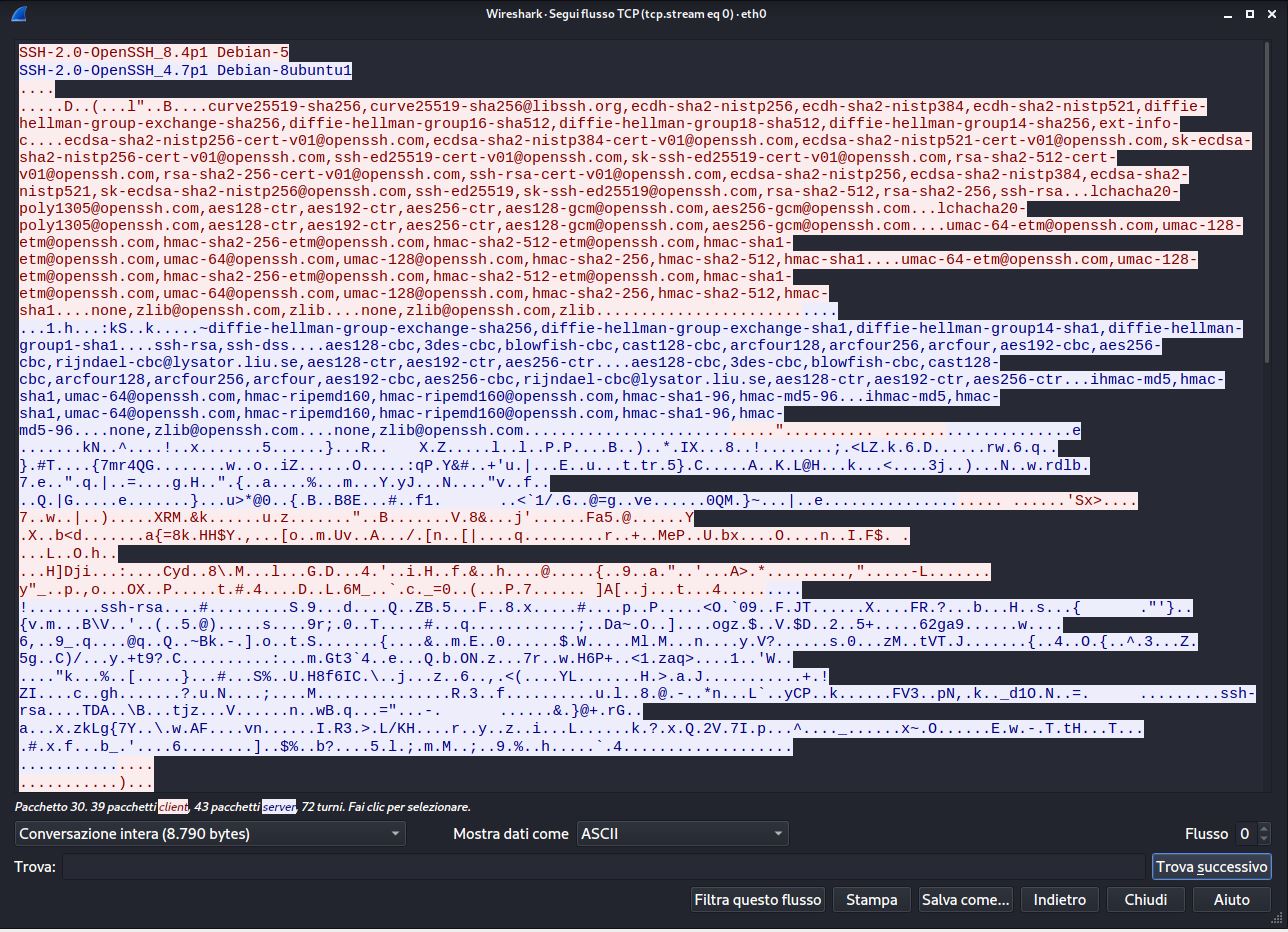 Wireshark · Segui flusso TCP (tcp.stream eq 0) · eth0
SSH-2.0-OpenSSH_8.4p1 Debian-5
SSH-2.0-OpenSSH_4.7p1 Debian-8ubuntu1
....
.....D..(...l"..B....curve25519-sha256,curve25519-sha256@libssh.org,ecdh-sha2-nistp256,ecdh-sha2-nistp384,ecdh-sha2-nistp521,diffie-
hellman-group-exchange-sha256,diffie-hellman-group16-sha512,diffie-hellman-group18-sha512,diffie-hellman-group14-sha256,ext-info-
c....ecdsa-sha2-nistp256-cert-v01@openssh.com,ecdsa-sha2-nistp384-cert-v01@openssh.com,ecdsa-sha2-nistp521-cert-v01@openssh.com,sk-ecdsa-
sha2-nistp256-cert-v01@openssh.com,ssh-ed25519-cert-v01@openssh.com,sk-ssh-ed25519-cert-v01@openssh.com,rsa-sha2-512-cert-
v01@openssh.com,rsa-sha2-256-cert-v01@openssh.com,ssh-rsa-cert-v01@openssh.com,ecdsa-sha2-nistp256,ecdsa-sha2-nistp384,ecdsa-sha2-
nistp521,sk-ecdsa-sha2-nistp256@openssh.com,ssh-ed25519,sk-ssh-ed25519@openssh.com,rsa-sha2-512,rsa-sha2-256,ssh-rsa...lchacha20-
poly1305@openssh.com,aes128-ctr,aes192-ctr,aes256-ctr,aes128-gcm@openssh.com,aes256-gcm@openssh.com...lchacha20-
poly1305@openssh.com,aes128-ctr,aes192-ctr,aes256-ctr,aes128-gcm@openssh.com,aes256-gcm@openssh.com....umac-64-etm@openssh.com,umac-128-
etm@openssh.com,hmac-sha2-256-etm@openssh.com,hmac-sha2-512-etm@openssh.com,hmac-sha1-
etm@openssh.com,umac-64@openssh.com,umac-128@openssh.com,hmac-sha2-256,hmac-sha2-512,hmac-sha1....umac-64-etm@openssh.com,umac-128-
etm@openssh.com,hmac-sha2-256-etm@openssh.com,hmac-sha2-512-etm@openssh.com,hmac-sha1-
etm@openssh.com,umac-64@openssh.com,umac-128@openssh.com,hmac-sha2-256,hmac-sha2-512,hmac-
sha1....none,zlib@openssh.com,zlib....none,zlib@openssh.com,zlib..........................
...1.h...:kS..k.....~diffie-hellman-group-exchange-sha256,diffie-hellman-group-exchange-sha1,diffie-hellman-group14-sha1,diffie-hellman-
group1-sha1....ssh-rsa,ssh-dss....aes128-cbc,3des-cbc,blowfish-cbc,cast128-cbc,arcfour128,arcfour256,arcfour,aes192-cbc,aes256-
cbc,rijndael-cbc@lysator.liu.se,aes128-ctr,aes192-ctr,aes256-ctr....aes128-cbc,3des-cbc,blowfish-cbc,cast128-
cbc,arcfour128,arcfour256,arcfour,aes192-cbc,aes256-cbc,rijndael-cbc@lysator.liu.se,aes128-ctr,aes192-ctr,aes256-ctr...ihmac-md5,hmac-
sha1,umac-64@openssh.com,hmac-ripemd160,hmac-ripemd160@openssh.com,hmac-sha1-96,hmac-md5-96...ihmac-md5,hmac-
sha1,umac-64@openssh.com,hmac-ripemd160,hmac-ripemd160@openssh.com,hmac-sha1-96,hmac-
md5-96....none,zlib@openssh.com....none,zlib@openssh.com............................".......... .....................e
.......kN..^....!..x.......5......}...R.. X.Z.....l..l..P.P....B..)..*.IX...8..!........;.<LZ.k.6.D......rw.6.q..
}.#T....{7mr4QG........w..o..iZ......O.....:qP.Y&#..+'u.|...E..u...t.tr.5}.C.....A..K.L@H...k...<....3j..)...N..w.rdlb.
7.e..".q.|..=....g.H..".{..a....%...m...Y.yJ...N...."v..f..
..Q.|G.....e.......}...u>*@0..{.B..B8E...#..f1. ..<`1/.G..@=g..ve......0QM.}~...|..e.................... ..........'Sx>....
7..w..|..).....XRM.&k......u.z......."..B.......V.8&...j'......Fa5.@......Y
.X..b<d.......a{=8k.HH$Y.,...[o..m.Uv..A.../.[n..[|....q.........r..+..MeP..U.bx....O....n..I.F$. .
...L..O.h..
...H]Dji...:....Cyd..8\.M...l...G.D...4.'..i.H..f.&..h....@.....{..9..a."..'...A>.*.........,".....-L.......
y"_..p.,o...OX..P.....t.#.4....D..L.6M_..`.c._=0..(...P.7...... ]A[..j...t...4.........
!........ssh-rsa....#.........S.9...d....Q..ZB.5...F..8.x.....#....p..P.....<O.`09..F.JT......X....FR.?...b...H..s...{ ."'}..
{v.m...B\V..'..(..5.@).....s....9r;.0..T.....#...q............;..Da~.O..]....ogz.$..V.$D..2..5+.....62ga9......w....
6,..9_.q....@q..Q..~Bk.-.].o..t.S.......{....&..m.E..0......$.W.....Ml.M...n....y.V?......s.0...zM..tVT.J.......{..4..O.{..^.3...Z.
5g..C)/...y.+t9?.C..........:...m.Gt3`4..e...Q.b.ON.z...7r..w.H6P+..<1.zaq>....1..'W..
...."k...%..[.....}...#...S%..U.H8f6IC.\..j...z..6..,.<(....YL.......H.>.a.J...........+.!
ZI....c..gh.......?.u.N....;....M...............R.3..f..........u.l..8.@.-..*n...L`..yCP..k......FV3..pN,.k.._d1O.N..=. .........ssh-
rsa....TDA..\B...tjz...V......n..wB.q...="...-. ......&.}@+.rG..
a...x.zkLg{7Y..\.w.AF....vn......I.R3.>.L/KH....r..y..z..i...L......k.?.x.Q.2V.7I.p...^...._......x~.O......E.w.-.T.tH...T...
.#.x.f...b_.'....6........]..$%..b?....5.l.;.m.M..;..9.%..h.....`.4...................
...............
............)...
Pacchetto 30. 39 pacchetti client, 43 pacchetti server, 72 turni. Fai clic per selezionare.
Conversazione intera (8.790 bytes) Mostra dati come ASCII Flusso 0
Trova: Trova successivo
Filtra questo flusso Stampa Salva come... Indietro Chiudi Aiuto